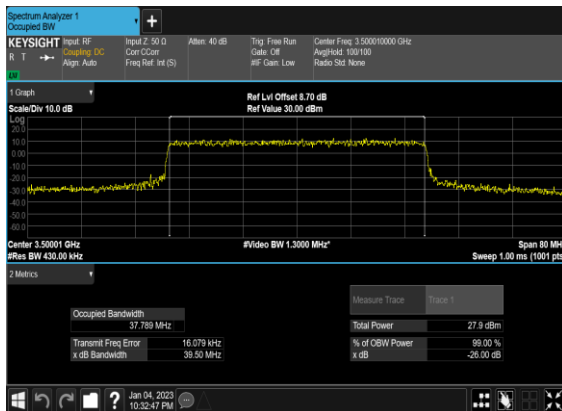 Spectrum Analyzer 1
Occupied BW
+
KEYSIGHT
R T
LXI
Input: RF
Coupling: DC
Align: Auto
Input Z: 50 Ω
Corr CCorr
Freq Ref: Int (S)
Atten: 40 dB
Trig: Free Run
Gate: Off
#IF Gain: Low
Center Freq: 3.500010000 GHz
Avg|Hold: 100/100
Radio Std: None
1 Graph
Scale/Div 10.0 dB
Ref Lvl Offset 8.70 dB
Ref Value 30.00 dBm
Log
20.0
10.0
0.00
-10.0
-20.0
-30.0
-40.0
-50.0
-60.0
Center 3.50001 GHz
#Res BW 430.00 kHz
#Video BW 1.3000 MHz*
Span 80 MH
Sweep 1.00 ms (1001 pts
2 Metrics
Measure Trace Trace 1
Occupied Bandwidth
37.789 MHz
Total Power 27.9 dBm
Transmit Freq Error 16.079 kHz
% of OBW Power 99.00 %
x dB Bandwidth 39.50 MHz
x dB -26.00 dB
?
Jan 04, 2023
10:32:47 PM